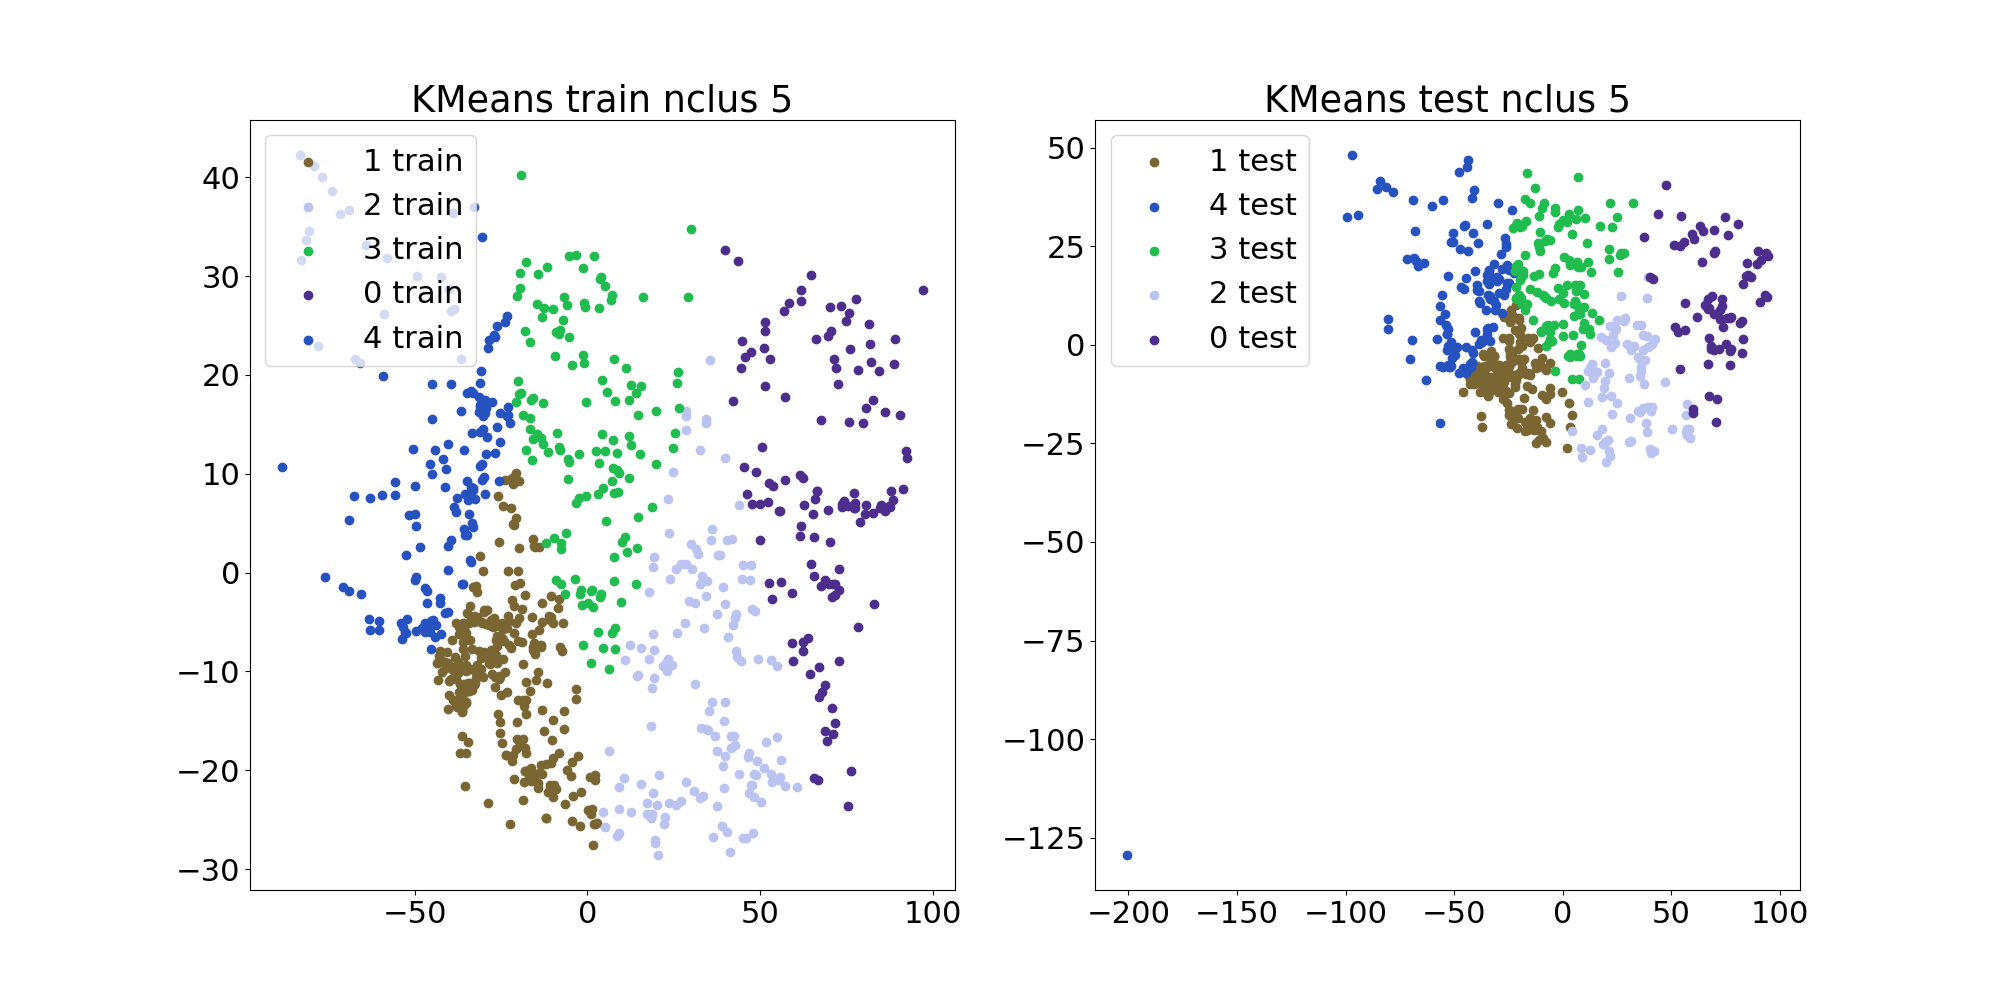 KMeans train nclus 5
1 train
2 train
3 train
0 train
4 train
40
30
20
10
0
−10
−20
−30
−50
0
50
100
KMeans test nclus 5
1 test
4 test
3 test
2 test
0 test
50
25
0
−25
−50
−75
−100
−125
−200
−150
−100
−50
0
50
100